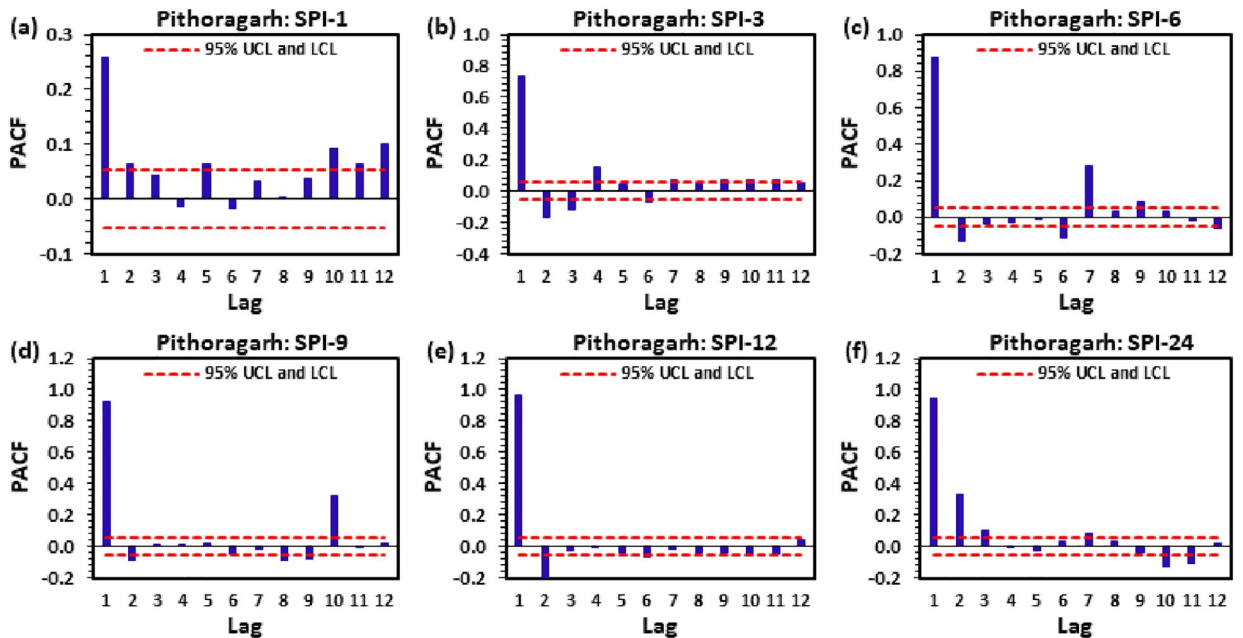 (a) Pithoragarh: SPI-1
95% UCL and LCL
0.3
0.2
0.1
0.0
-0.1
PACF
1 2 3 4 5 6 7 8 9 10 11 12
Lag
(b) Pithoragarh: SPI-3
95% UCL and LCL
1.0
0.8
0.6
0.4
0.2
0.0
-0.2
-0.4
PACF
1 2 3 4 5 6 7 8 9 10 11 12
Lag
(c) Pithoragarh: SPI-6
95% UCL and LCL
1.0
0.8
0.6
0.4
0.2
0.0
-0.2
PACF
1 2 3 4 5 6 7 8 9 10 11 12
Lag
(d) Pithoragarh: SPI-9
95% UCL and LCL
1.2
1.0
0.8
0.6
0.4
0.2
0.0
-0.2
PACF
1 2 3 4 5 6 7 8 9 10 11 12
Lag
(e) Pithoragarh: SPI-12
95% UCL and LCL
1.2
1.0
0.8
0.6
0.4
0.2
0.0
-0.2
PACF
1 2 3 4 5 6 7 8 9 10 11 12
Lag
(f) Pithoragarh: SPI-24
95% UCL and LCL
1.2
1.0
0.8
0.6
0.4
0.2
0.0
-0.2
PACF
1 2 3 4 5 6 7 8 9 10 11 12
Lag